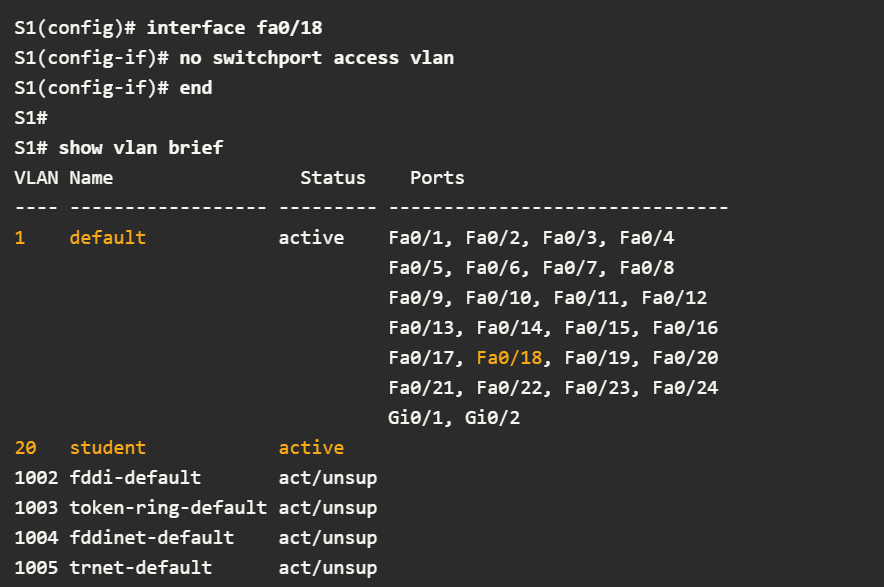 S1(config)# interface fa0/18
S1(config-if)# no switchport access vlan
S1(config-if)# end
S1#
S1# show vlan brief
VLAN Name                 Status    Ports
---- ------------------ --------- -------------------------------
1    default            active    Fa0/1, Fa0/2, Fa0/3, Fa0/4
                                  Fa0/5, Fa0/6, Fa0/7, Fa0/8
                                  Fa0/9, Fa0/10, Fa0/11, Fa0/12
                                  Fa0/13, Fa0/14, Fa0/15, Fa0/16
                                  Fa0/17, Fa0/18, Fa0/19, Fa0/20
                                  Fa0/21, Fa0/22, Fa0/23, Fa0/24
                                  Gi0/1, Gi0/2
20   student            active
1002 fddi-default       act/unsup
1003 token-ring-default act/unsup
1004 fddinet-default    act/unsup
1005 trnet-default      act/unsup